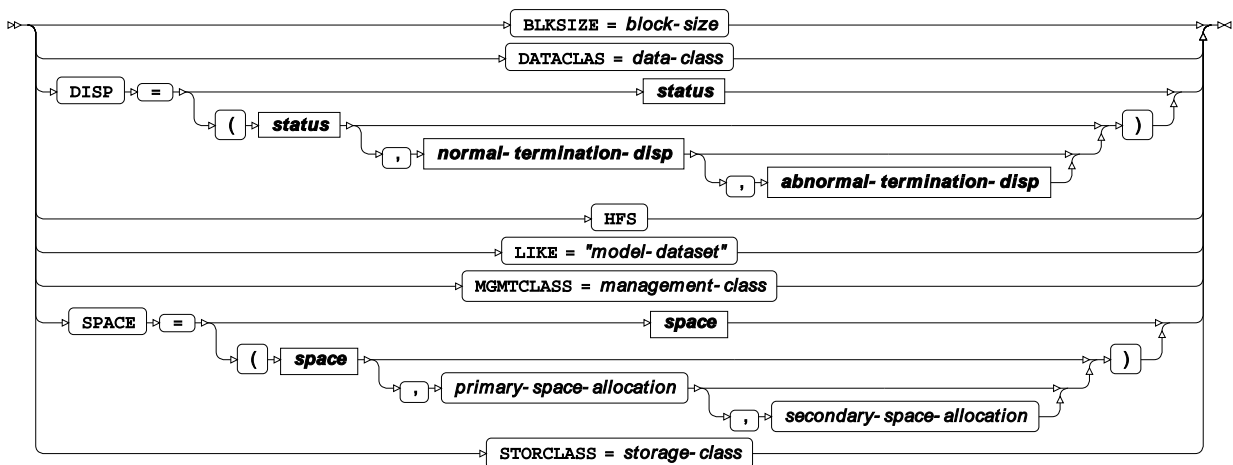 BLKSIZE = block-size
DATACLAS = data-class
DISP = status
( status )
, normal-termination-disp
, abnormal-termination-disp
HFS
LIKE = "model-dataset"
MGMTCLASS = management-class
SPACE = space
( space )
, primary-space-allocation
, secondary-space-allocation
STORCLASS = storage-class